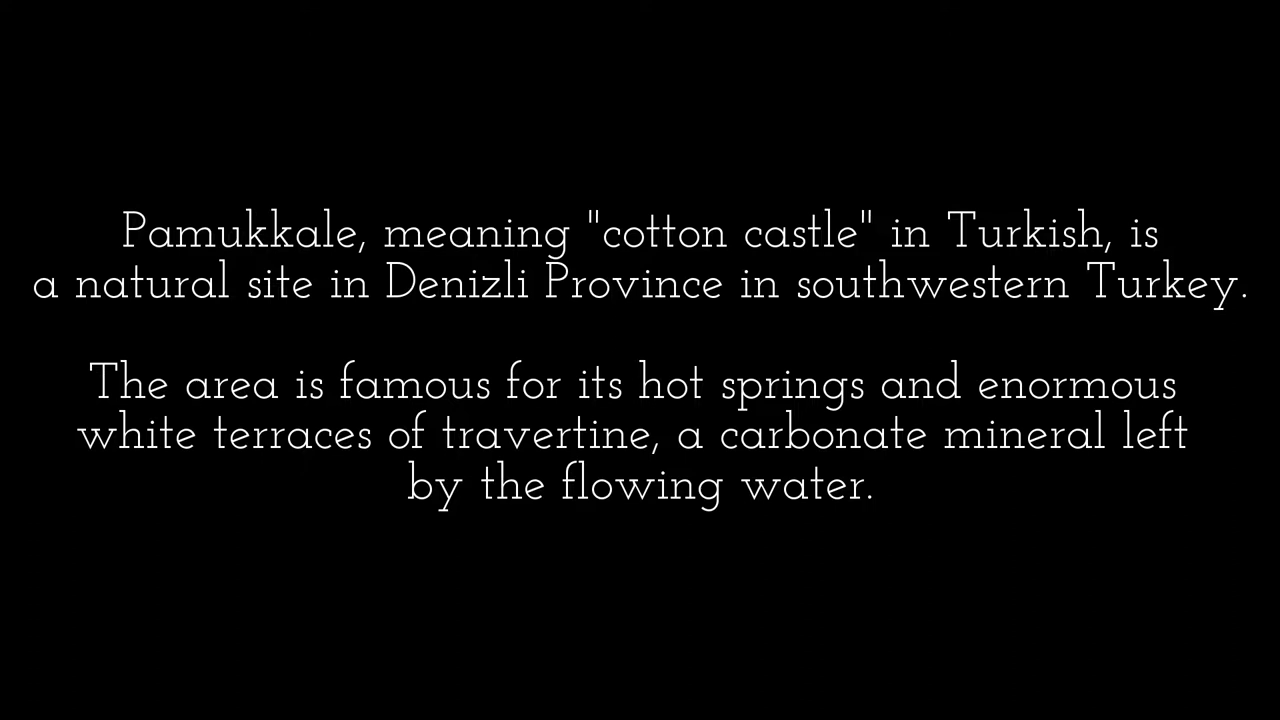 Pamukkale, meaning "cotton castle" in Turkish, is
a natural site in Denizli Province in southwestern Turkey.
The area is famous for its hot springs and enormous
white terraces of travertine, a carbonate mineral left
by the flowing water.